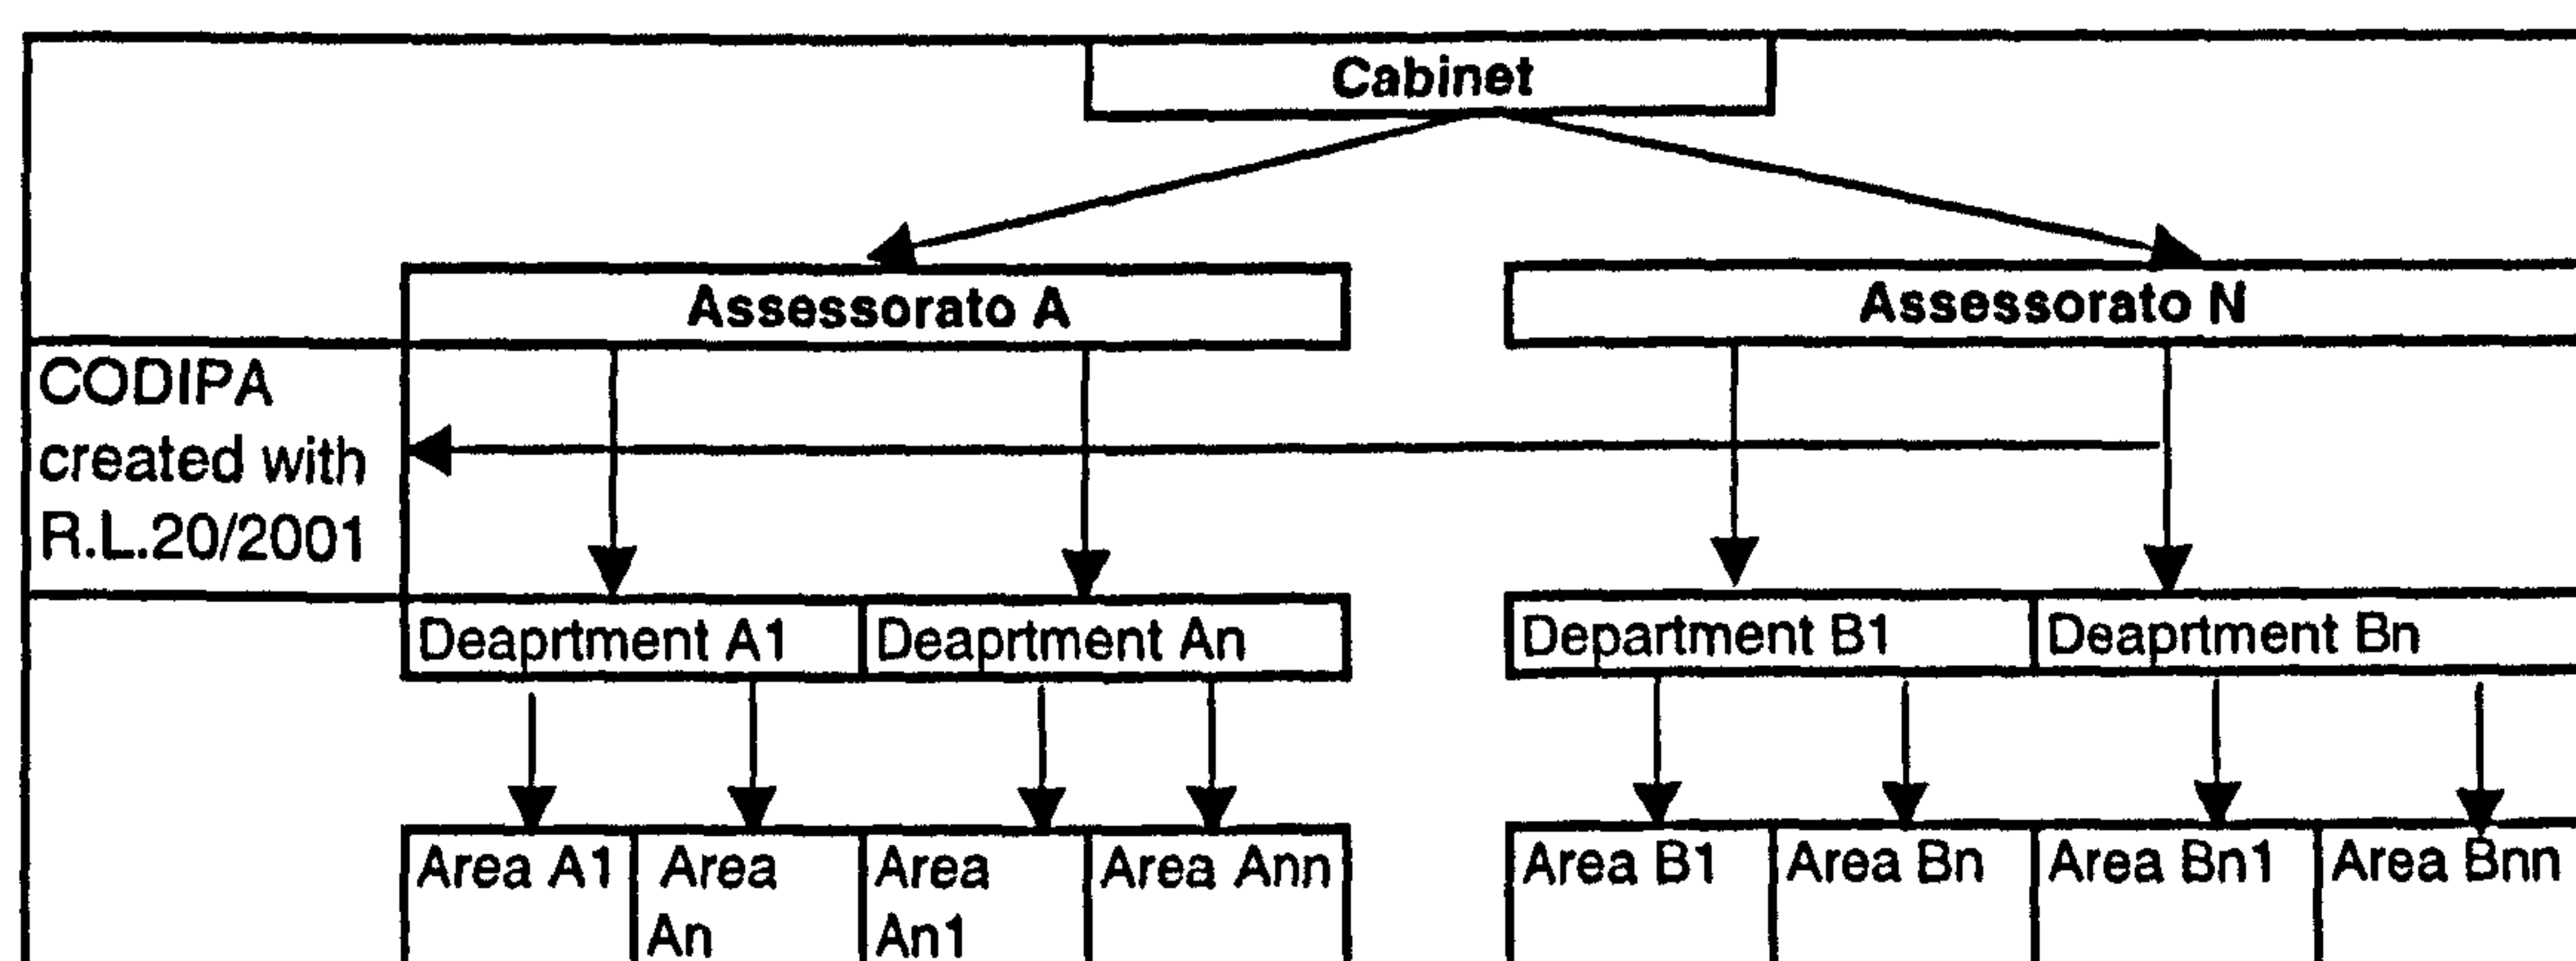 Cabinet
Assessorato A
Assessorato N
CODIPA
created with
R.L.20/2001
Deaprtment A1
Deaprtment An
Department B1
Deaprtment Bn
Area A1
Area
An
Area
An1
Area Ann
Area B1
Area Bn
Area Bn1
Area Bnn